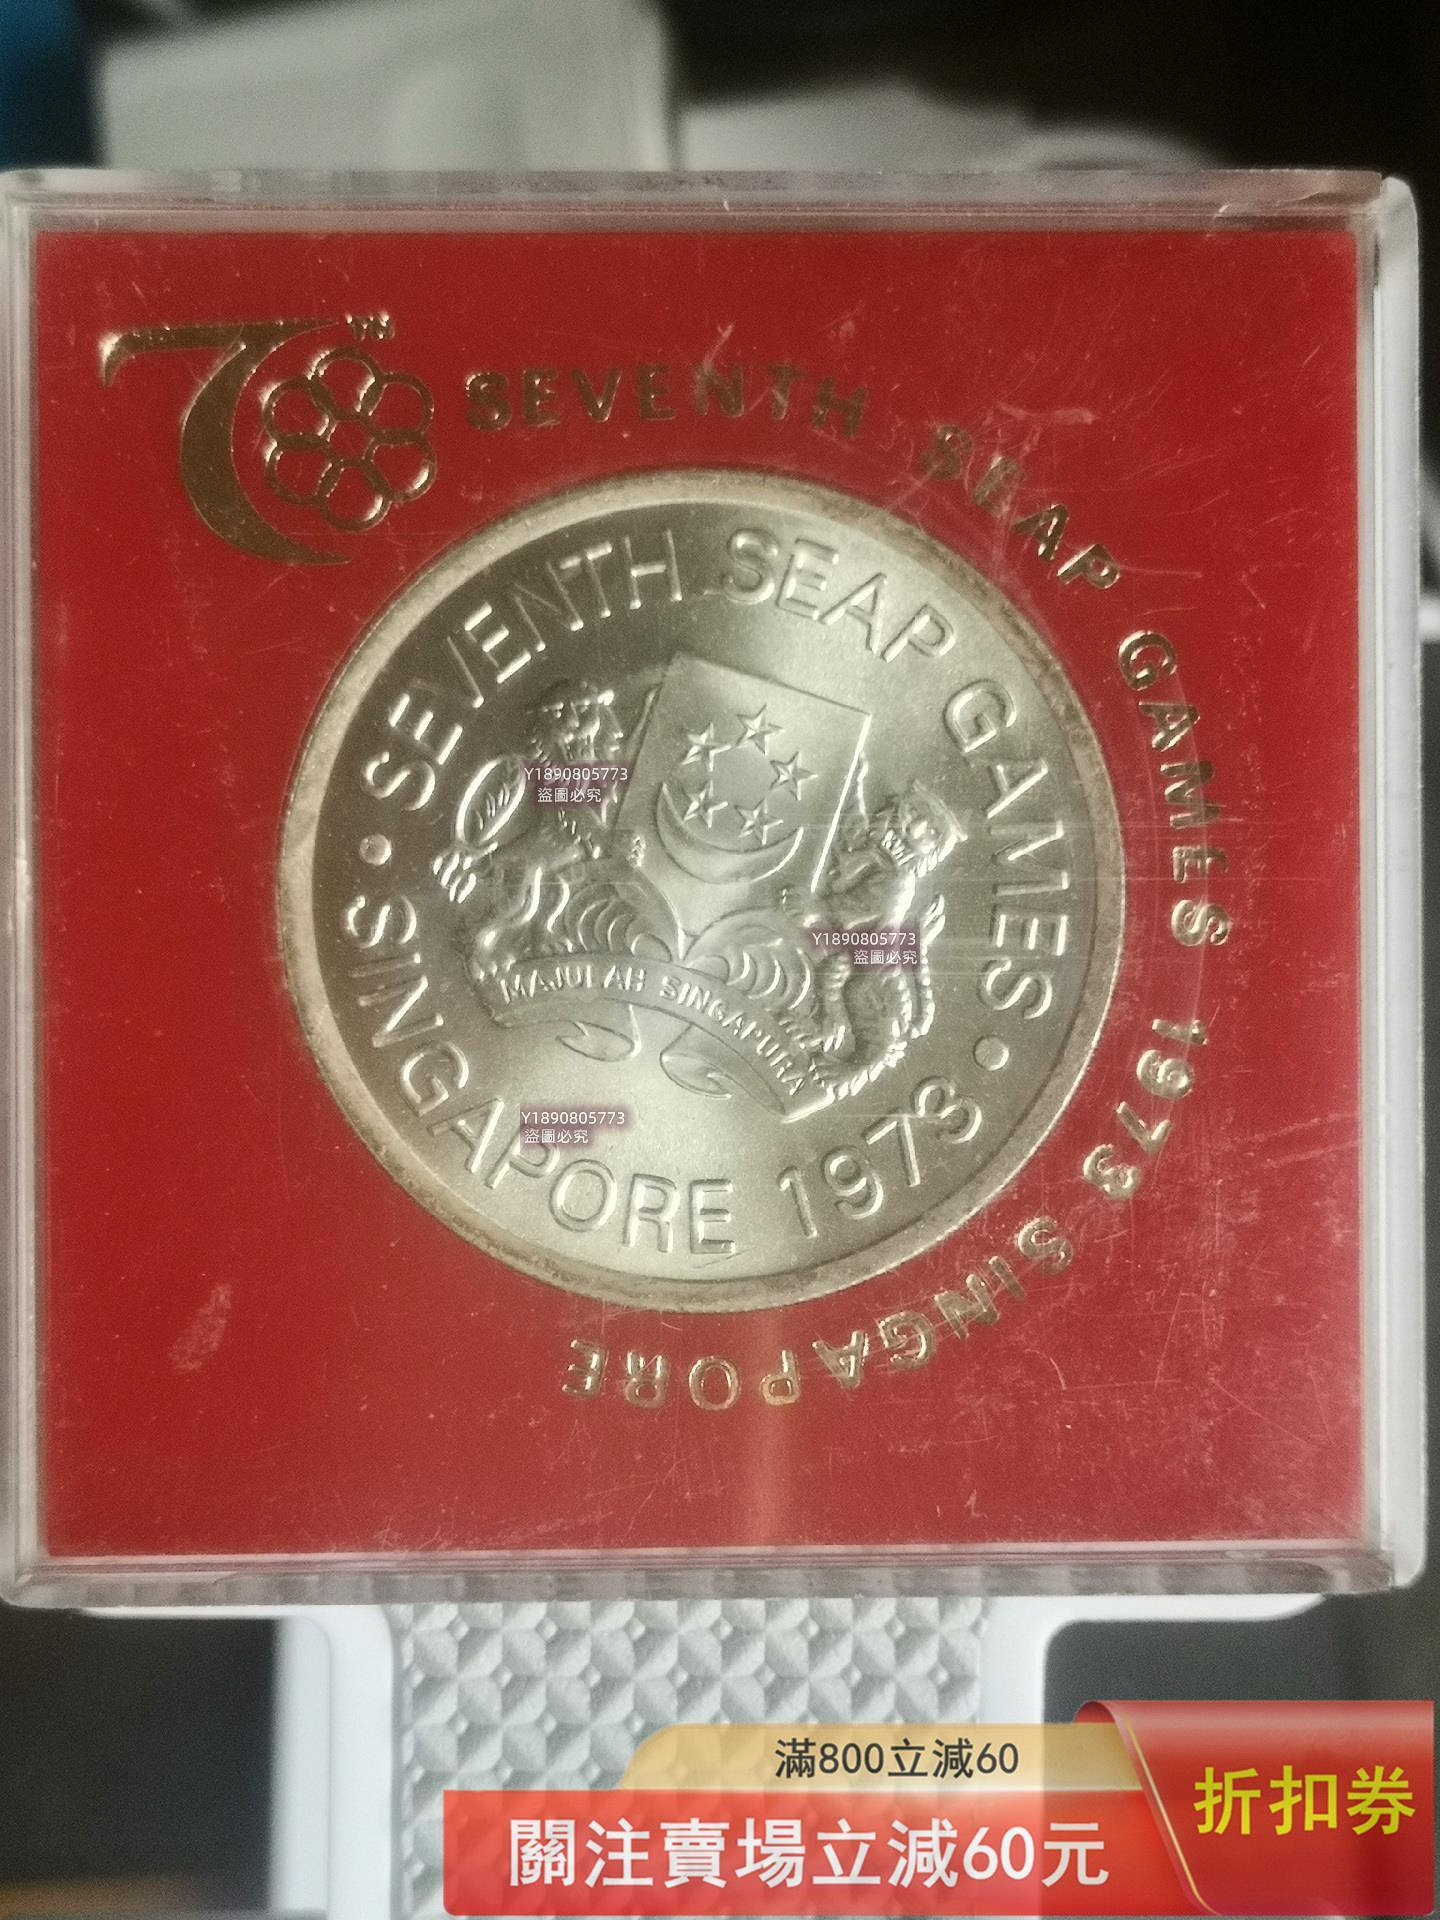 7TH
SEVENTH SEAP GAMES 1973 SINGAPORE
• SEVENTH SEAP GAMES •
MAJULAH SINGAPURA
SINGAPORE 1973
Y1890805773
盜圖必究
Y1890805773
盜圖必究
Y1890805773
盜圖必究
滿800立減60
關注賣場立減60元
折扣券